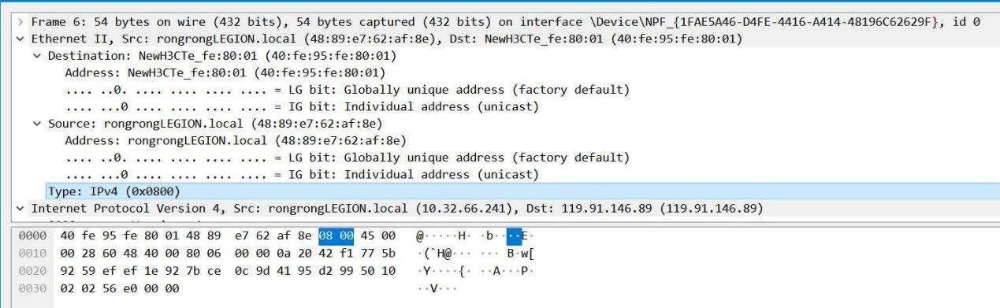 Frame 6: 54 bytes on wire (432 bits), 54 bytes captured (432 bits) on interface \Device\NPF_{1FAE5A46-D4FE-4416-A414-48196C62629F}, id 0
Ethernet II, Src: rongrongLEGION.local (48:89:e7:62:af:8e), Dst: NewH3CTe_fe:80:01 (40:fe:95:fe:80:01)
Destination: NewH3CTe_fe:80:01 (40:fe:95:fe:80:01)
Address: NewH3CTe_fe:80:01 (40:fe:95:fe:80:01)
.... ..0. .... .... .... .... = LG bit: Globally unique address (factory default)
.... ...0 .... .... .... .... = IG bit: Individual address (unicast)
Source: rongrongLEGION.local (48:89:e7:62:af:8e)
Address: rongrongLEGION.local (48:89:e7:62:af:8e)
.... ..0. .... .... .... .... = LG bit: Globally unique address (factory default)
.... ...0 .... .... .... .... = IG bit: Individual address (unicast)
Type: IPv4 (0x0800)
Internet Protocol Version 4, Src: rongrongLEGION.local (10.32.66.241), Dst: 119.91.146.89 (119.91.146.89)
0000 40 fe 95 fe 80 01 48 89 e7 62 af 8e 08 00 45 00 @·····H· ·b····E·
0010 00 28 60 48 40 00 80 06 00 00 0a 20 42 f1 77 5b ·(`H@··· ··· B·w[
0020 92 59 ef ef 1e 92 7b ce 0c 9d 41 95 d2 99 50 10 ·Y····{· ··A···P·
0030 02 02 56 e0 00 00 ··V···